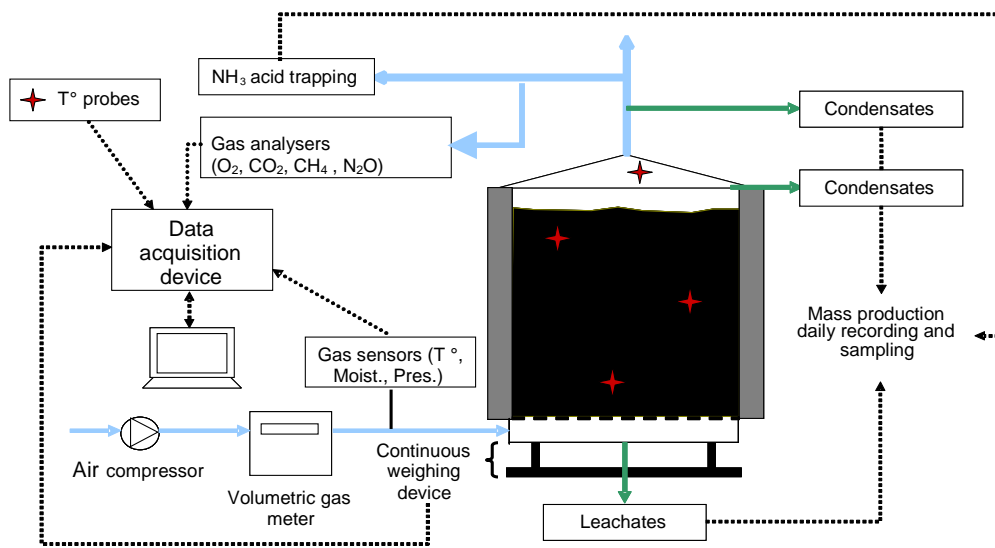 NH₃ acid trapping
T° probes
Gas analysers
(O₂, CO₂, CH₄ , N₂O)
Condensates
Condensates
Data
acquisition
device
Mass production
daily recording and
sampling
Gas sensors (T °,
Moist., Pres.)
Air compressor
Volumetric gas
meter
Continuous
weighing
device
Leachates